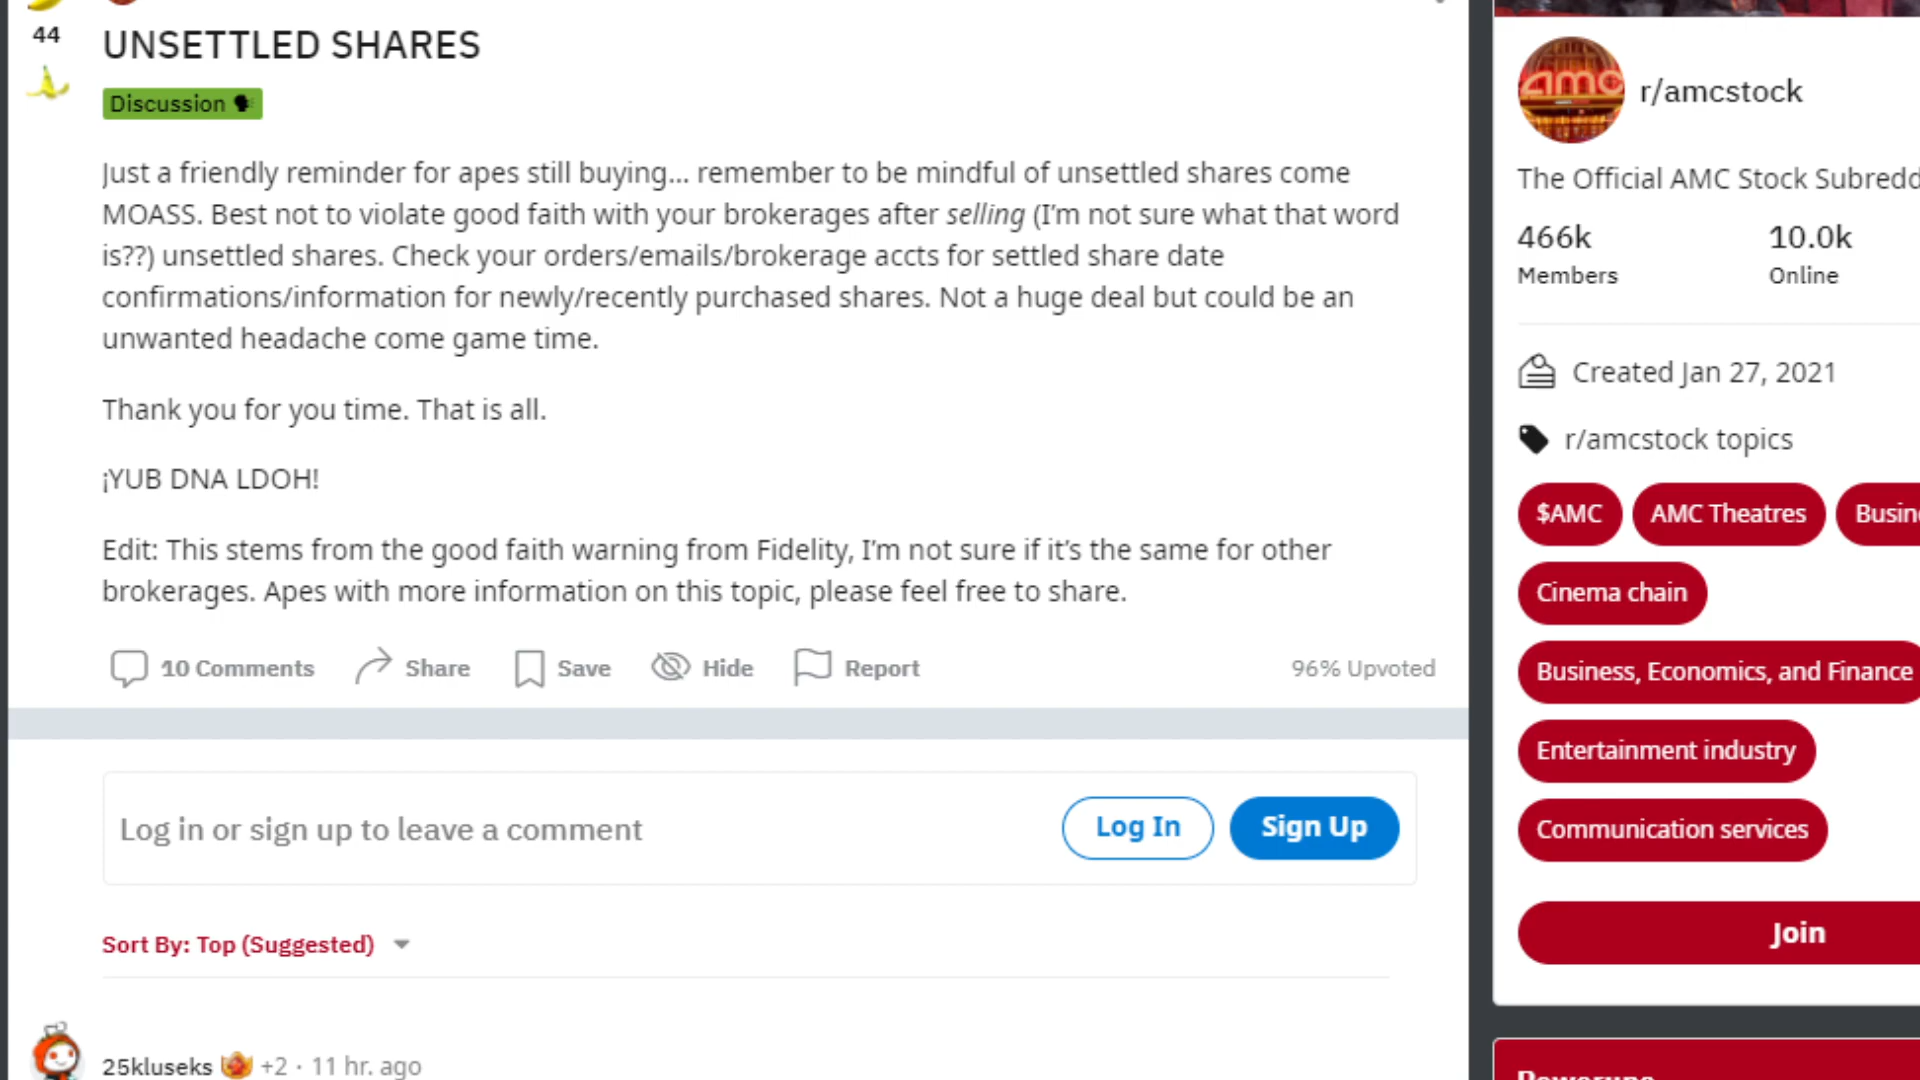 44
UNSETTLED SHARES
Discussion
Just a friendly reminder for apes still buying... remember to be mindful of unsettled shares come
MOASS. Best not to violate good faith with your brokerages after selling (I'm not sure what that word
is??) unsettled shares. Check your orders/emails/brokerage accts for settled share date
confirmations/information for newly/recently purchased shares. Not a huge deal but could be an
unwanted headache come game time.
Thank you for you time. That is all.
¡YUB DNA LDOH!
Edit: This stems from the good faith warning from Fidelity, I'm not sure if it's the same for other
brokerages. Apes with more information on this topic, please feel free to share.
10 Comments Share Save Hide Report 96% Upvoted
Log in or sign up to leave a comment Log In Sign Up
Sort By: Top (Suggested)
25kluseks +2 · 11 hr. ago
amc r/amcstock
The Official AMC Stock Subredd
466k 10.0k
Members Online
Created Jan 27, 2021
r/amcstock topics
$AMC AMC Theatres Busin
Cinema chain
Business, Economics, and Finance
Entertainment industry
Communication services
Join